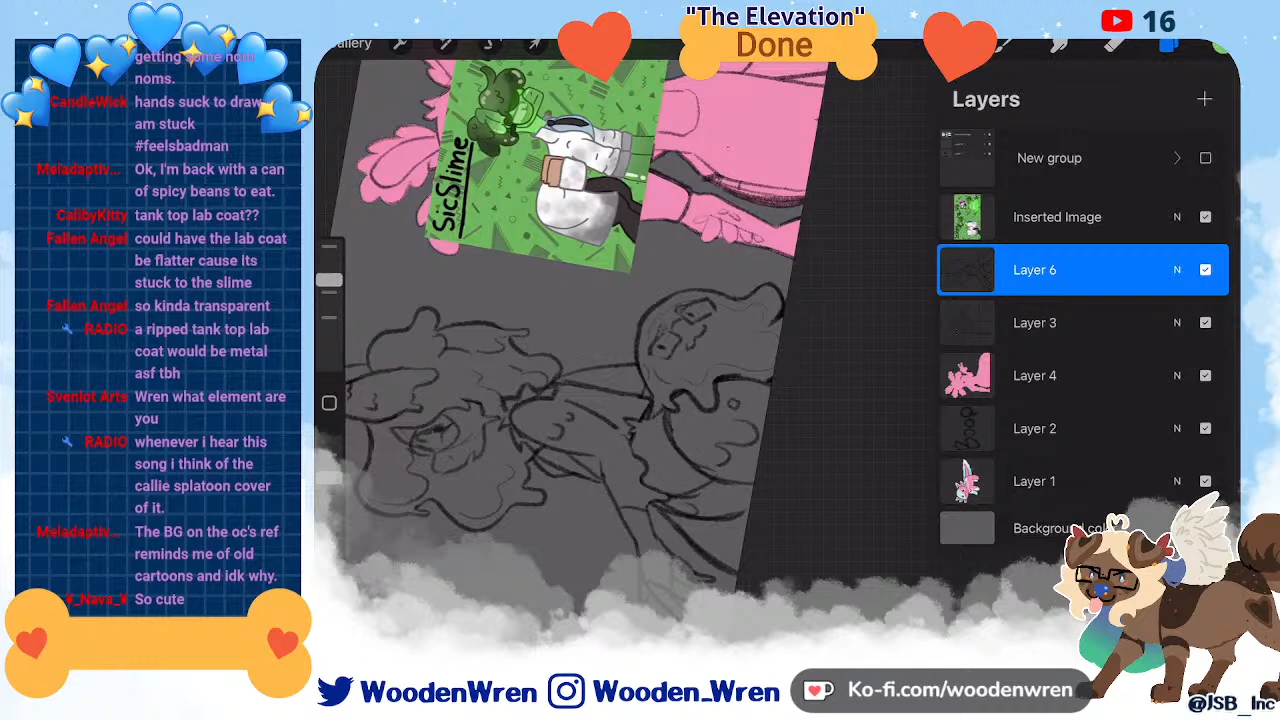 "The Elevation"
Done
16
allery
getting some nom
noms.
CandleWick hands suck to draw
am stuck
#feelsbadman
Meladaptiv... Ok, I'm back with a can
of spicy beans to eat.
CalibyKitty tank top lab coat??
Fallen Angel could have the lab coat
be flatter cause its
stuck to the slime
Fallen Angel so kinda transparent
RADIO a ripped tank top lab
coat would be metal
asf tbh
Svenlot Arts Wren what element are
you
RADIO whenever i hear this
song i think of the
callie splatoon cover
of it.
Meladaptiv... The BG on the oc's ref
reminds me of old
cartoons and idk why.
¥_Nava_¥ So cute
SicSlime
Layers
New group
Inserted Image N
Layer 6 N
Layer 3 N
Layer 4 N
Layer 2 N
Boop
Layer 1 N
Background col
WoodenWren
Wooden_Wren
Ko-fi.com/woodenwren
@JSB_Inc